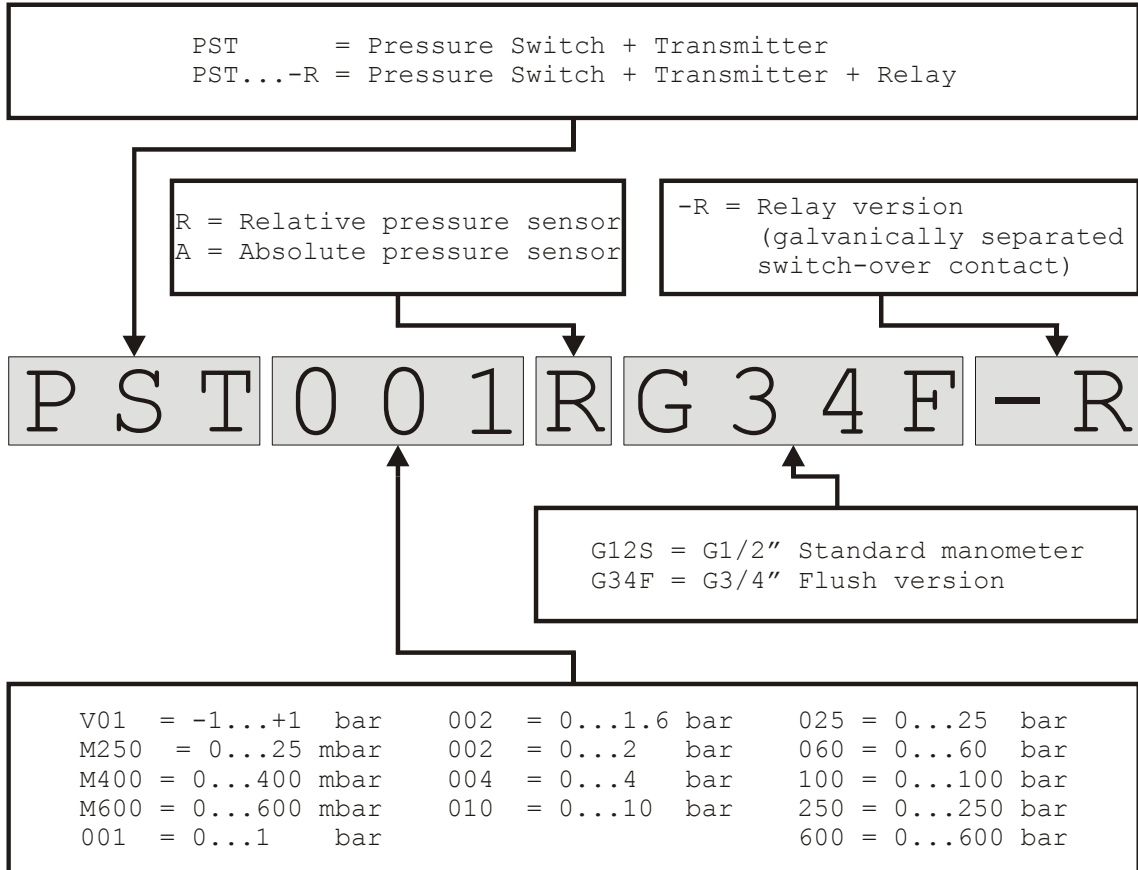 PST = Pressure Switch + Transmitter
PST...-R = Pressure Switch + Transmitter + Relay
R = Relative pressure sensor
A = Absolute pressure sensor
-R = Relay version
(galvanically separated
switch-over contact)
PST001RG34F-R
G12S = G1/2″ Standard manometer
G34F = G3/4″ Flush version
V01 = -1...+1 bar 002 = 0...1.6 bar 025 = 0...25 bar
M250 = 0...25 mbar 002 = 0...2 bar 060 = 0...60 bar
M400 = 0...400 mbar 004 = 0...4 bar 100 = 0...100 bar
M600 = 0...600 mbar 010 = 0...10 bar 250 = 0...250 bar
001 = 0...1 bar 600 = 0...600 bar